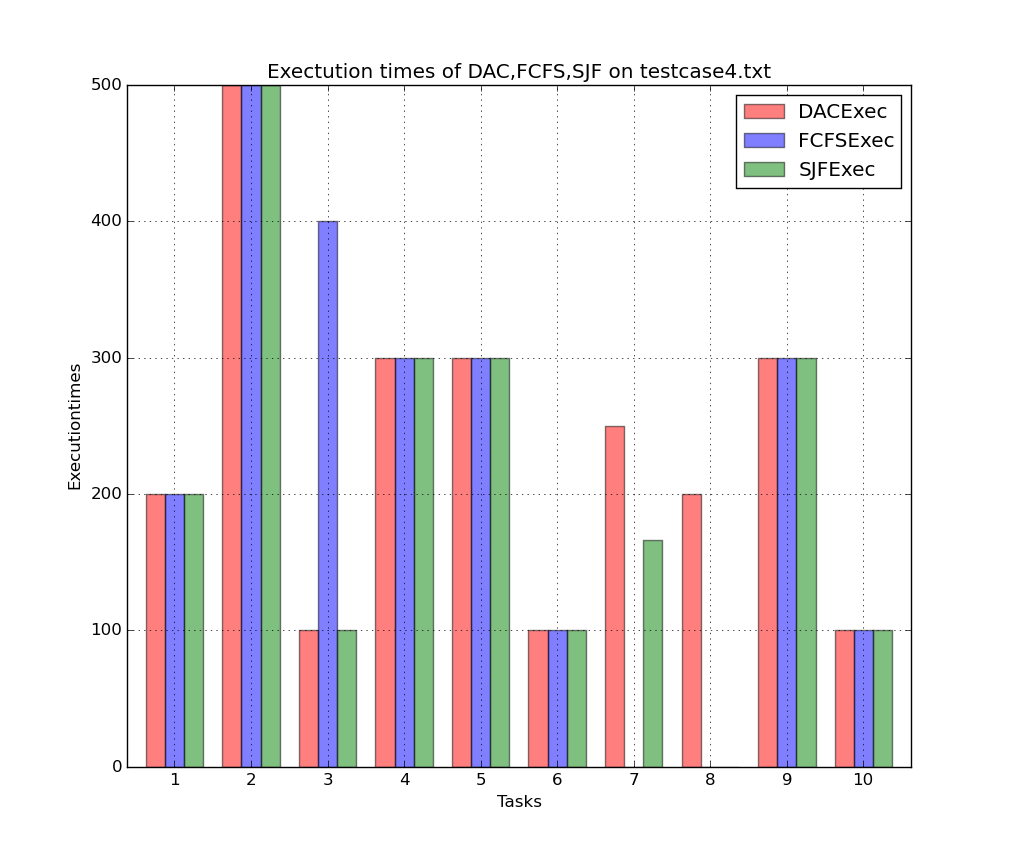 Exectution times of DAC,FCFS,SJF on testcase4.txt
DACExec
FCFSExec
SJFExec
500
400
300
200
100
0
Executiontimes
1 2 3 4 5 6 7 8 9 10
Tasks